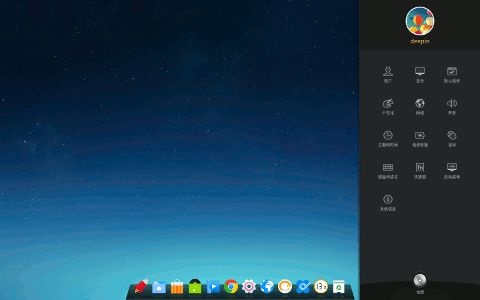 deepin
账户
显示
默认程序
个性化
网络
声音
日期和时间
电源管理
鼠标
键盘和语言
快捷键
启动菜单
系统信息
电源